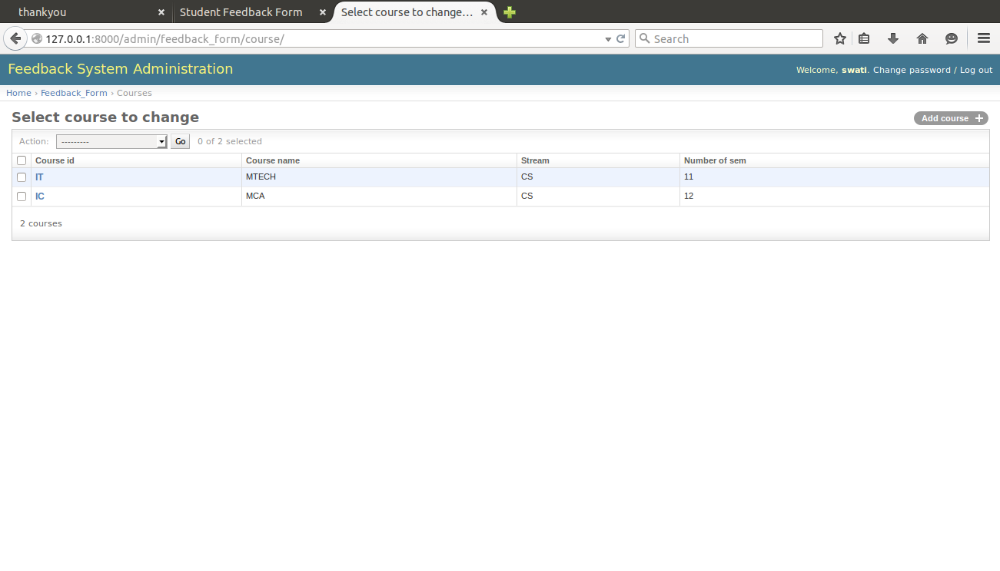 thankyou Student Feedback Form Select course to change...
127.0.0.1:8000/admin/feedback_form/course/ Search
Feedback System Administration Welcome, swati. Change password / Log out
Home › Feedback_Form › Courses
Select course to change Add course +
Action: --------- Go 0 of 2 selected
Course id Course name Stream Number of sem
IT MTECH CS 11
IC MCA CS 12
2 courses